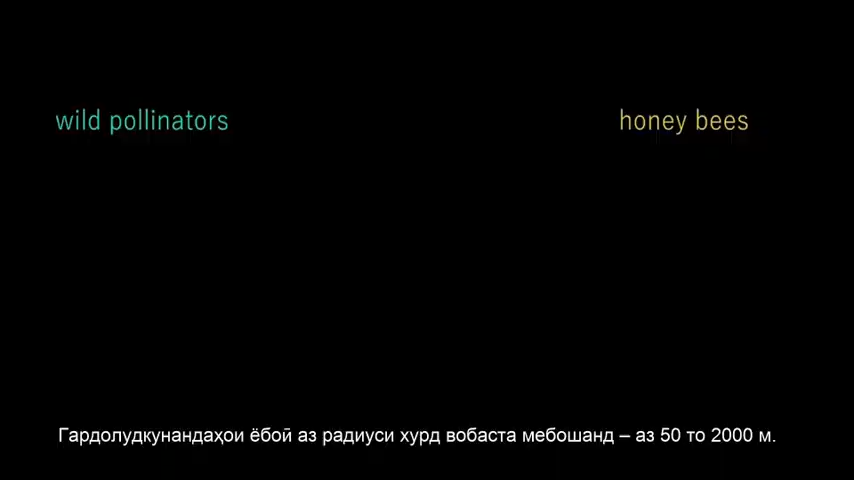 wild pollinators
honey bees
Гардолудкунандаҳои ёбоӣ аз радиуси хурд вобаста мебошанд – аз 50 то 2000 м.